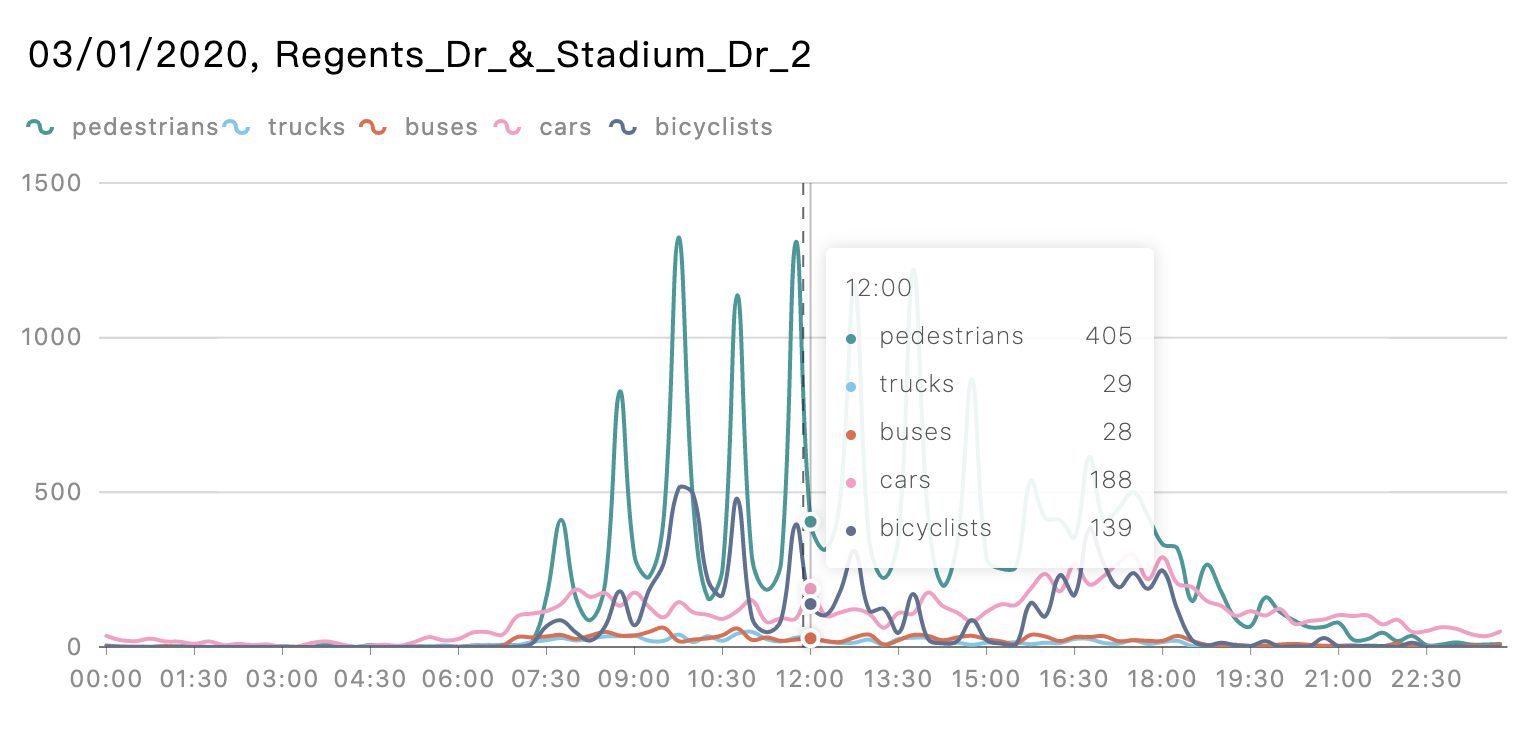 03/01/2020, Regents_Dr_&_Stadium_Dr_2
pedestrians trucks buses cars bicyclists
1500
1000
500
0
12:00
pedestrians 405
trucks 29
buses 28
cars 188
bicyclists 139
00:00 01:30 03:00 04:30 06:00 07:30 09:00 10:30 12:00 13:30 15:00 16:30 18:00 19:30 21:00 22:30